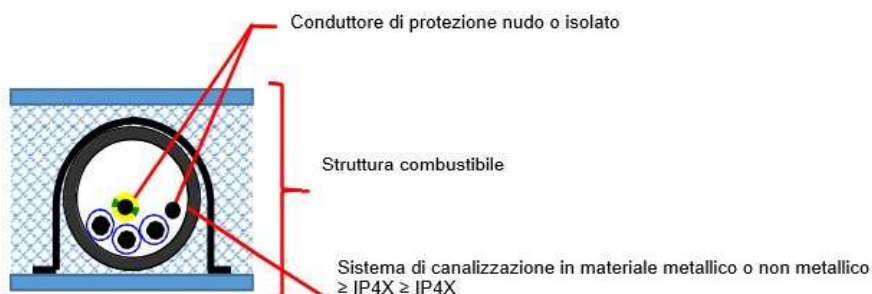 Conduttore di protezione nudo o isolato
Struttura combustibile
Sistema di canalizzazione in materiale metallico o non metallico
≥ IP4X ≥ IP4X